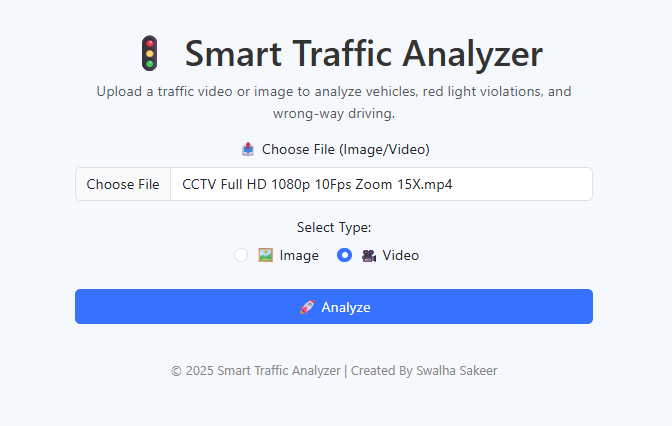 🚦 Smart Traffic Analyzer
Upload a traffic video or image to analyze vehicles, red light violations, and
wrong-way driving.
📤 Choose File (Image/Video)
Choose File CCTV Full HD 1080p 10Fps Zoom 15X.mp4
Select Type:
🖼️ Image 🎥 Video
🚀 Analyze
© 2025 Smart Traffic Analyzer | Created By Swalha Sakeer